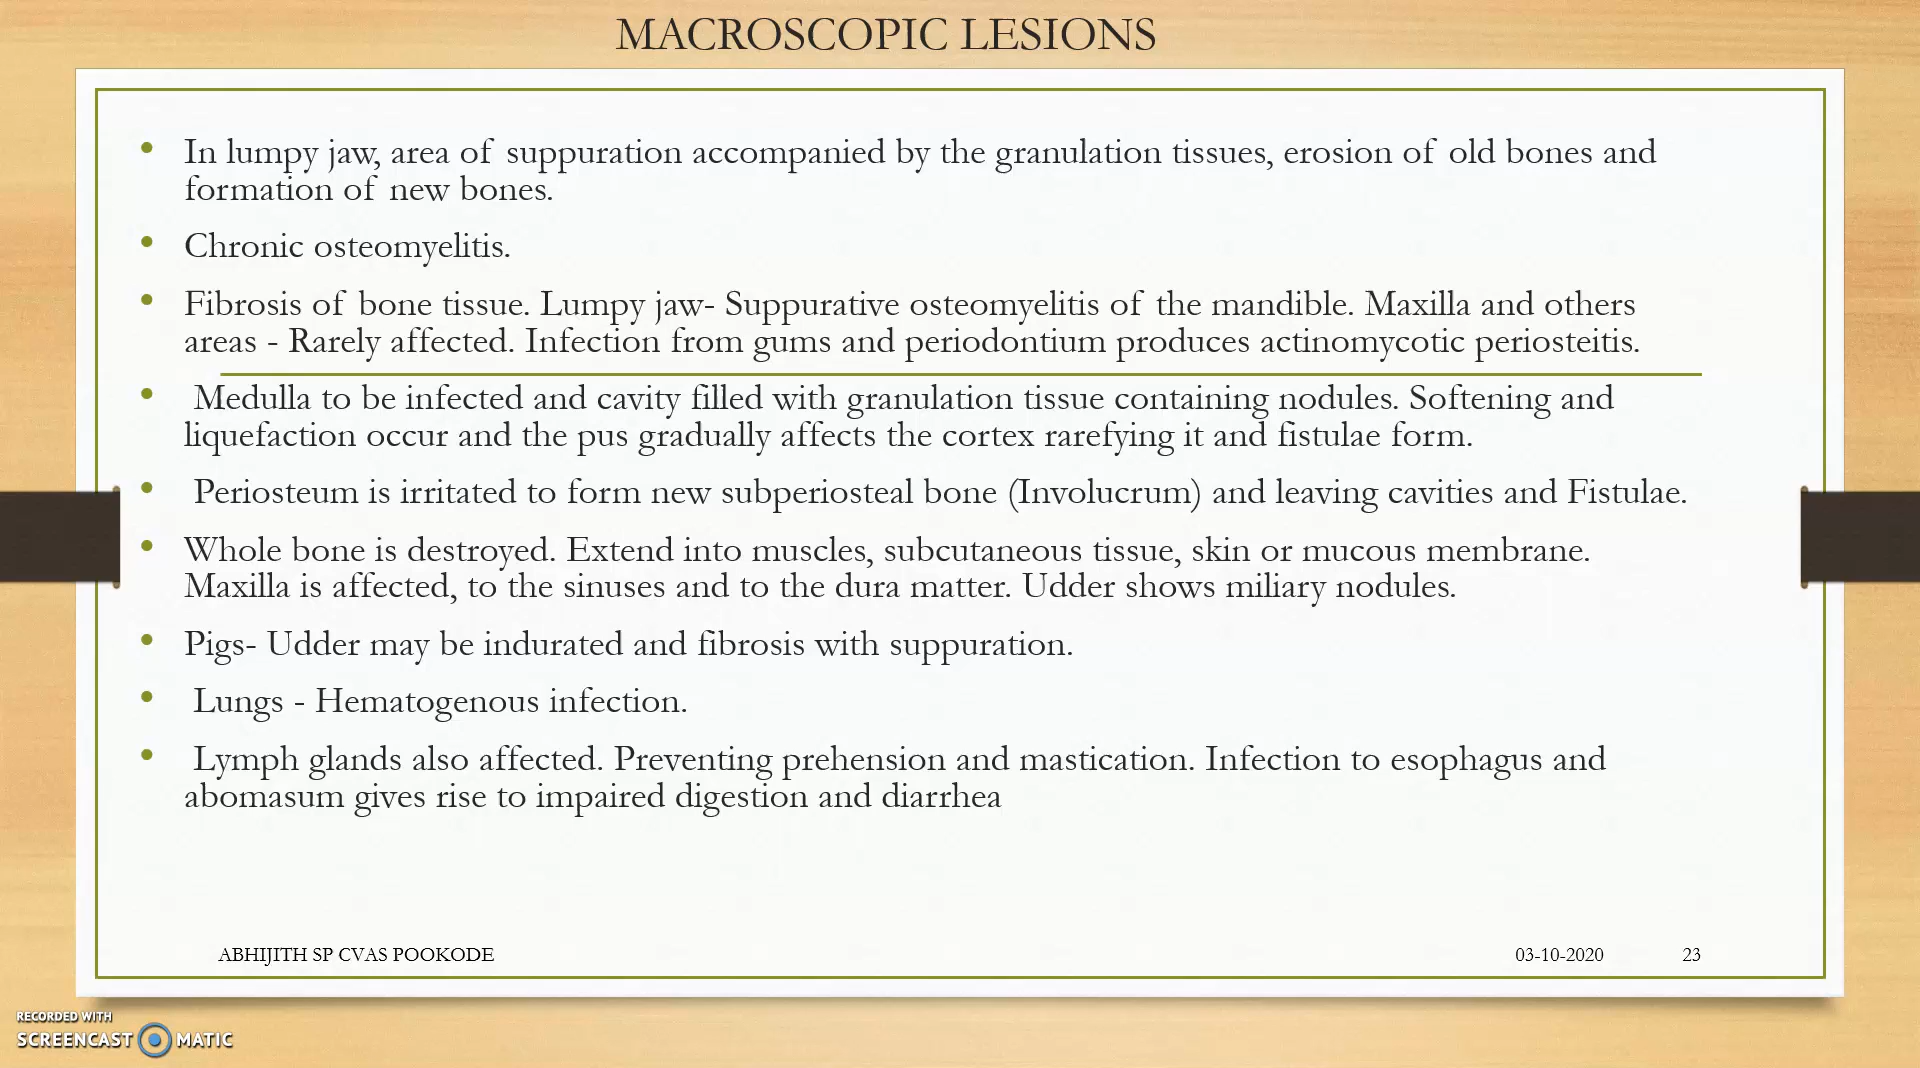 MACROSCOPIC LESIONS
• In lumpy jaw, area of suppuration accompanied by the granulation tissues, erosion of old bones and
formation of new bones.
• Chronic osteomyelitis.
• Fibrosis of bone tissue. Lumpy jaw- Suppurative osteomyelitis of the mandible. Maxilla and others
areas - Rarely affected. Infection from gums and periodontium produces actinomycotic periosteitis.
• Medulla to be infected and cavity filled with granulation tissue containing nodules. Softening and
liquefaction occur and the pus gradually affects the cortex rarefying it and fistulae form.
• Periosteum is irritated to form new subperiosteal bone (Involucrum) and leaving cavities and Fistulae.
• Whole bone is destroyed. Extend into muscles, subcutaneous tissue, skin or mucous membrane.
Maxilla is affected, to the sinuses and to the dura matter. Udder shows miliary nodules.
• Pigs- Udder may be indurated and fibrosis with suppuration.
• Lungs - Hematogenous infection.
• Lymph glands also affected. Preventing prehension and mastication. Infection to esophagus and
abomasum gives rise to impaired digestion and diarrhea
ABHIJITH SP CVAS POOKODE 03-10-2020 23
RECORDED WITH
SCREENCAST MATIC